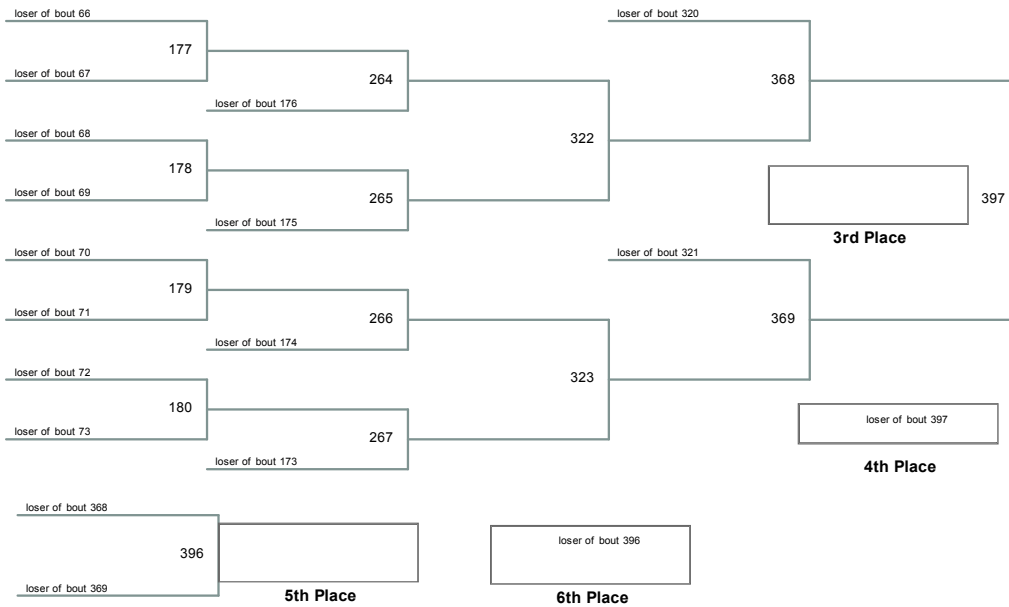 loser of bout 66
177
loser of bout 67
264
loser of bout 176
loser of bout 68
178
loser of bout 69
265
loser of bout 175
322
loser of bout 320
368
397
3rd Place
loser of bout 70
179
loser of bout 71
266
loser of bout 174
loser of bout 72
180
loser of bout 73
267
loser of bout 173
323
loser of bout 321
369
loser of bout 397
4th Place
loser of bout 368
396
loser of bout 369
5th Place
loser of bout 396
6th Place